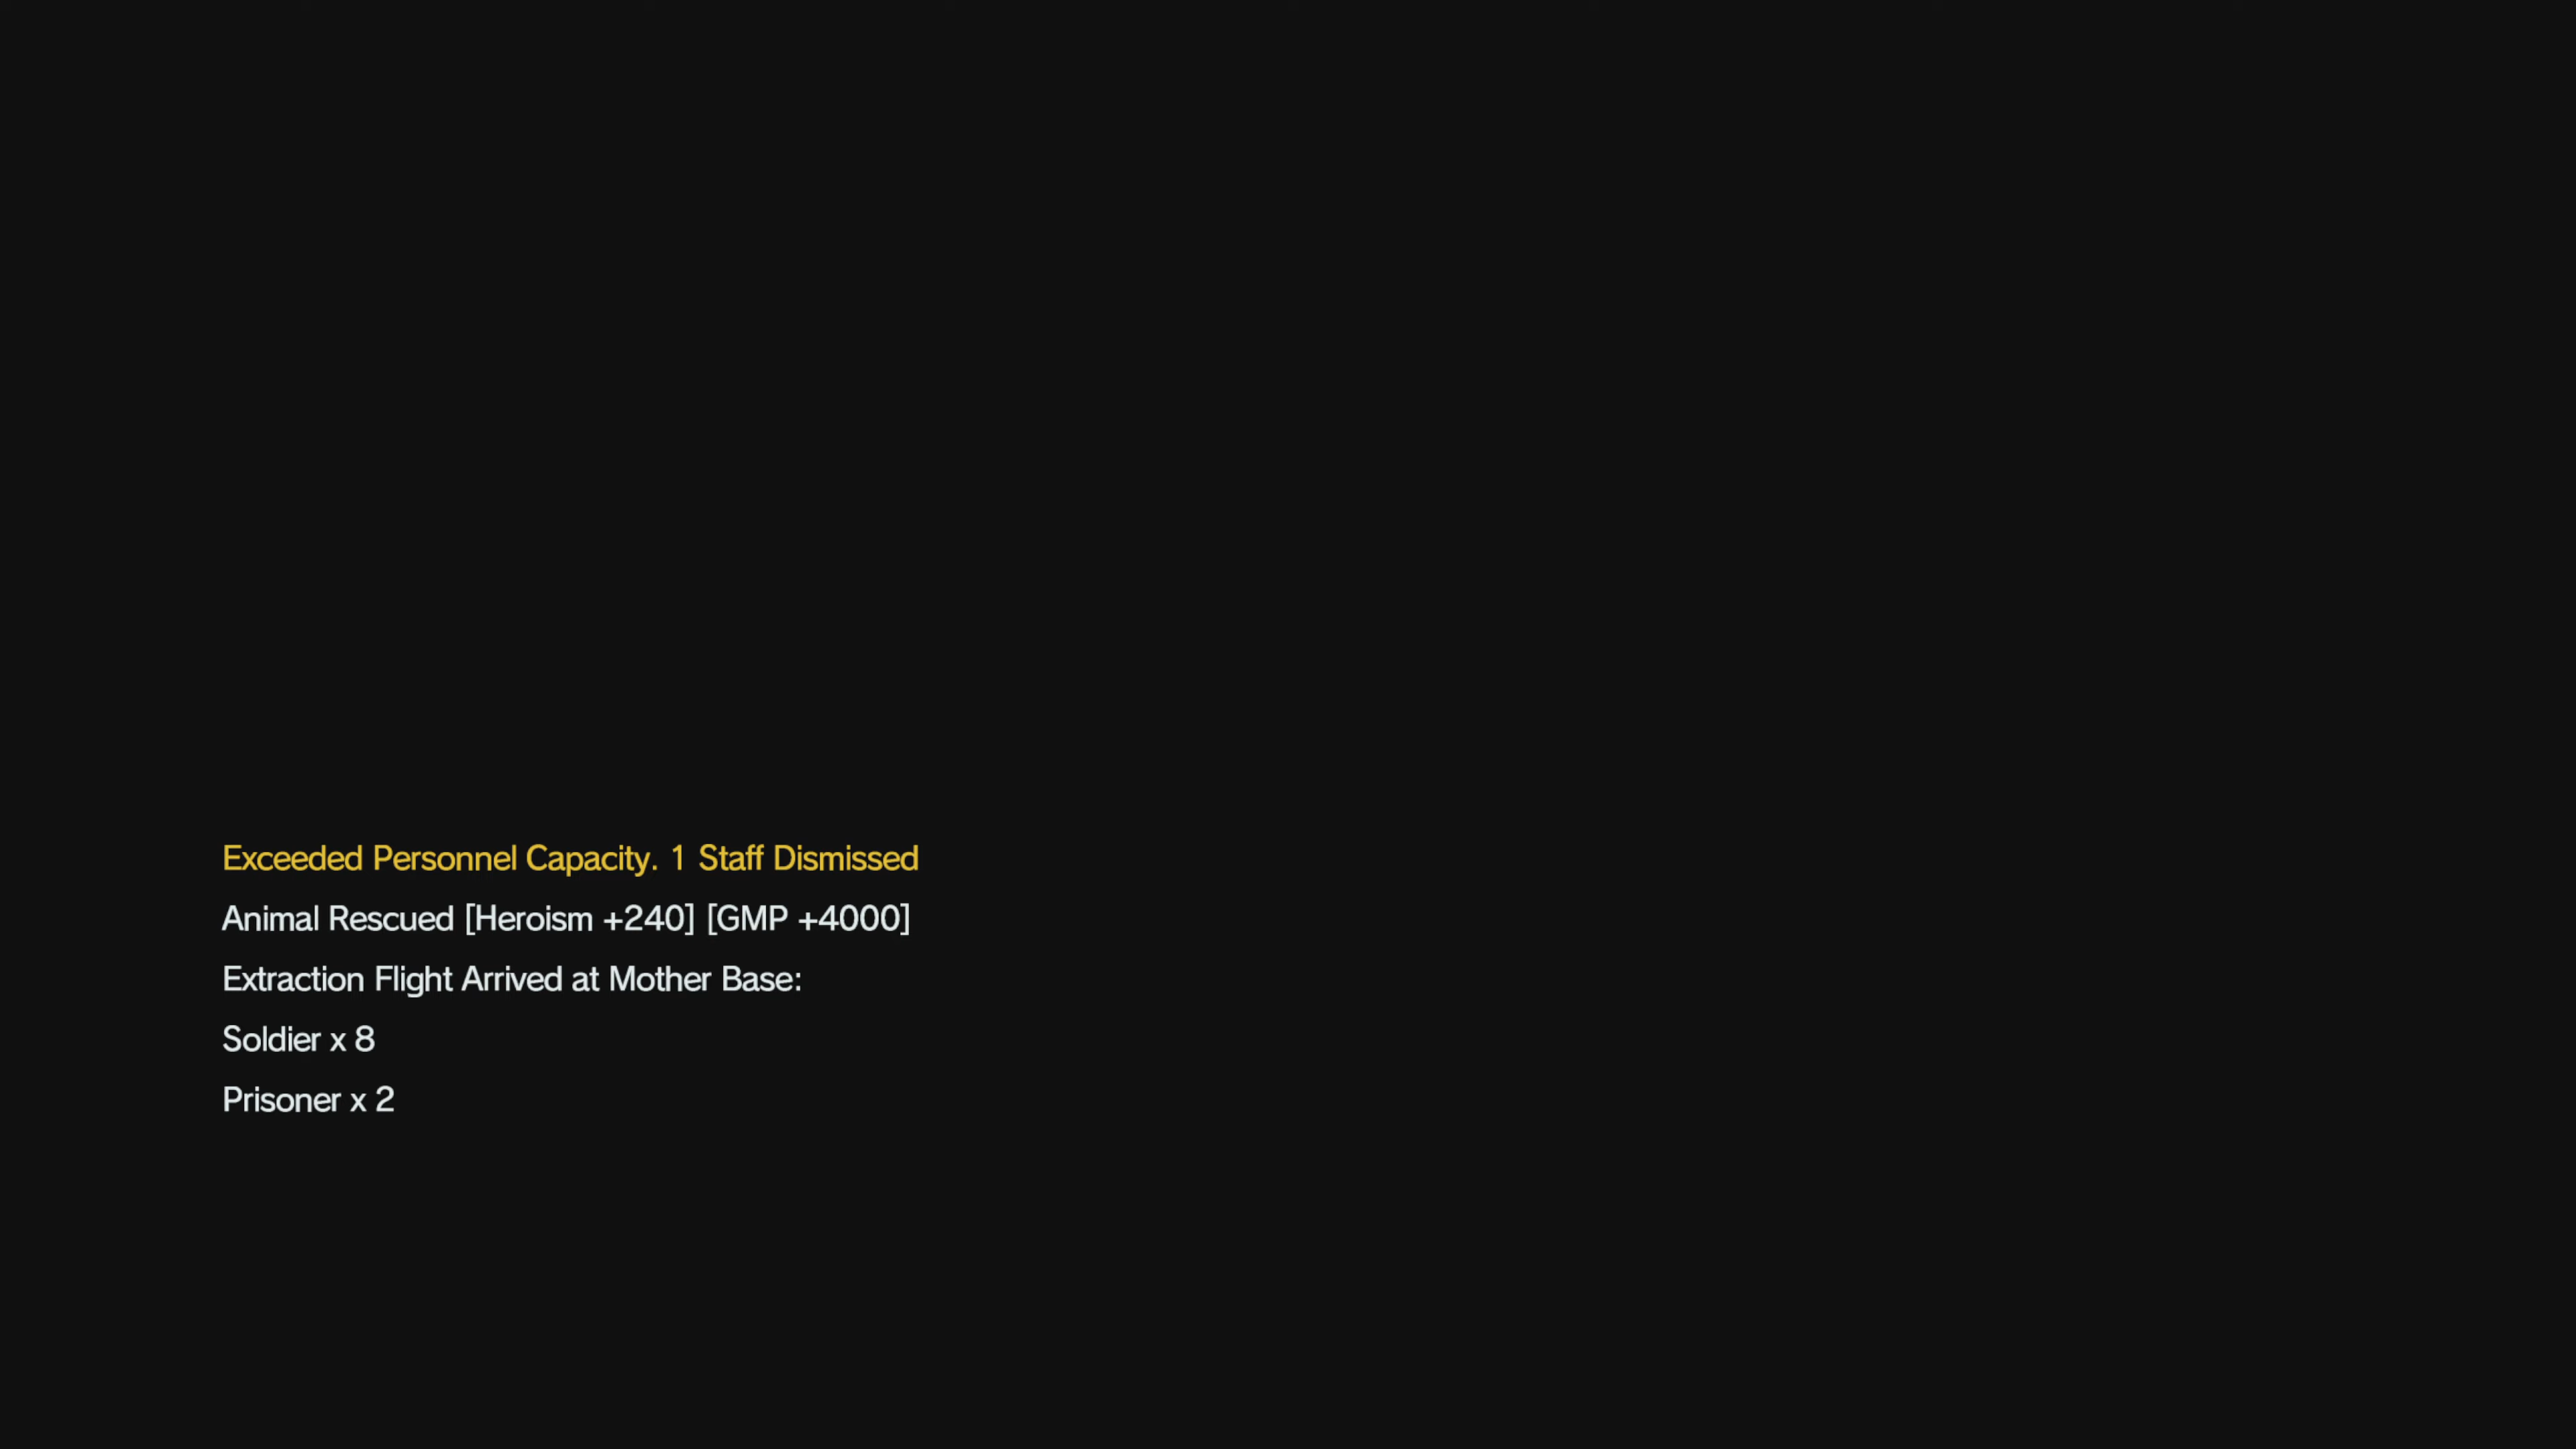 Exceeded Personnel Capacity. 1 Staff Dismissed
Animal Rescued [Heroism +240] [GMP +4000]
Extraction Flight Arrived at Mother Base:
Soldier x 8
Prisoner x 2